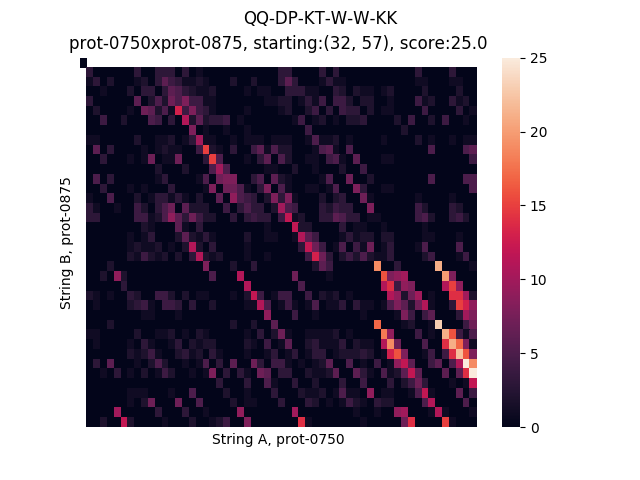 QQ-DP-KT-W-W-KK
prot-0750xprot-0875, starting:(32, 57), score:25.0
String B, prot-0875
String A, prot-0750
25
20
15
10
5
0